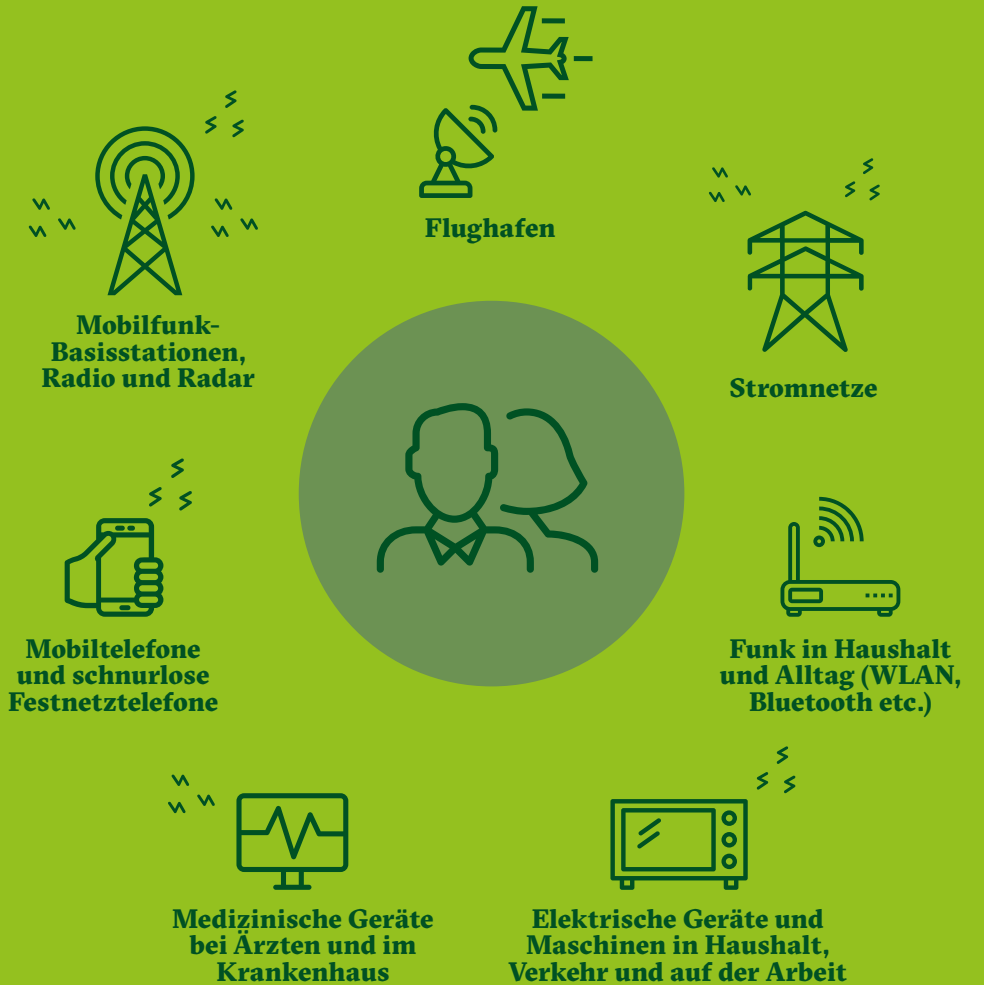 Flughafen
Mobilfunk-
Basisstationen,
Radio und Radar
Stromnetze
Mobiltelefone
und schnurlose
Festnetztelefone
Funk in Haushalt
und Alltag (WLAN,
Bluetooth etc.)
Medizinische Geräte
bei Ärzten und im
Krankenhaus
Elektrische Geräte und
Maschinen in Haushalt,
Verkehr und auf der Arbeit